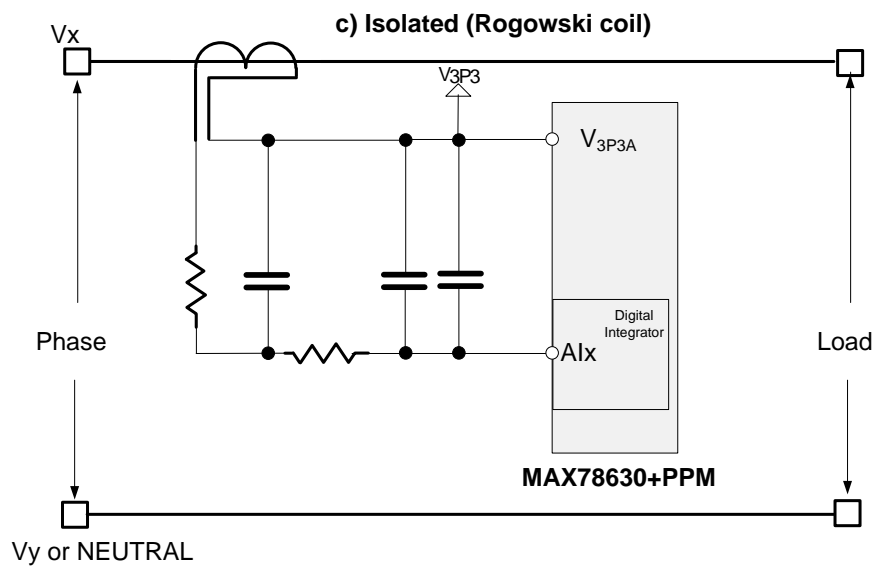 c) Isolated (Rogowski coil)
Vx
V3P3
V3P3A
Digital
Integrator
Phase
AIx
Load
MAX78630+PPM
Vy or NEUTRAL